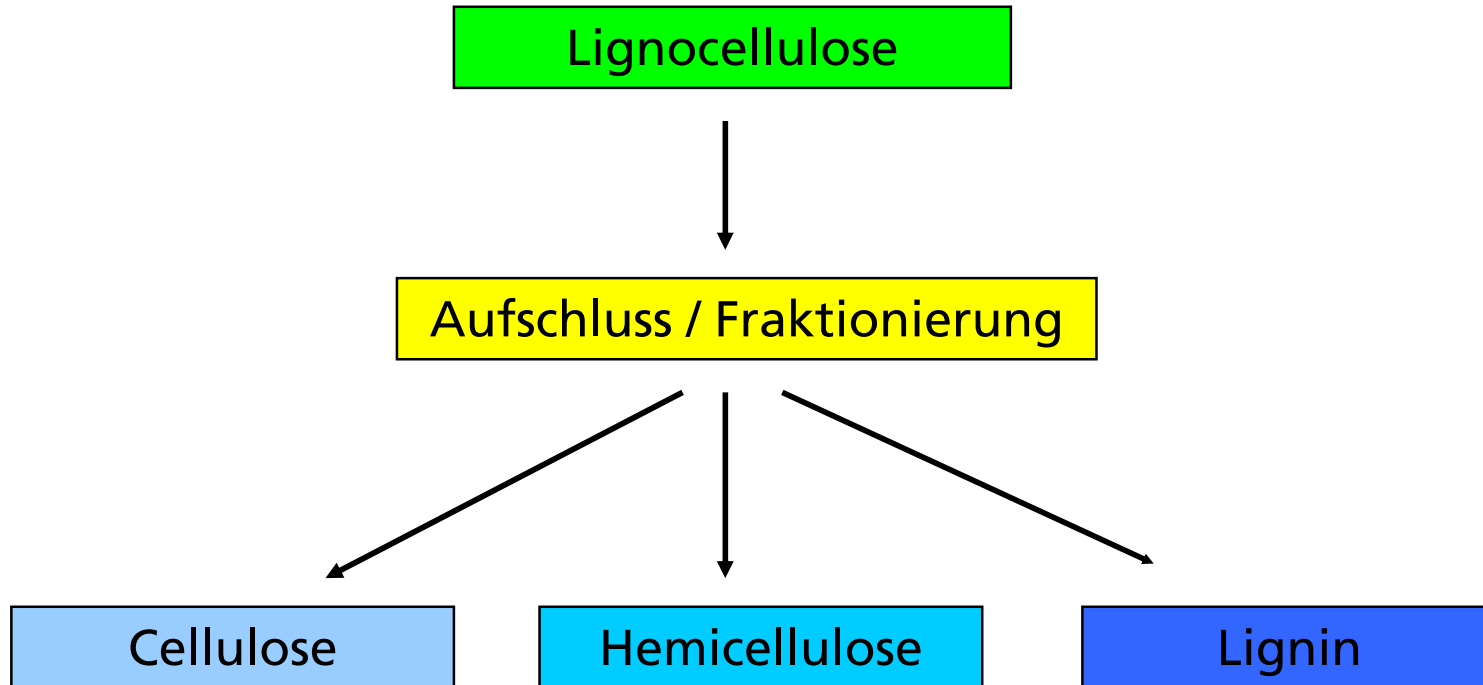 Lignocellulose
Aufschluss / Fraktionierung
Cellulose
Hemicellulose
Lignin